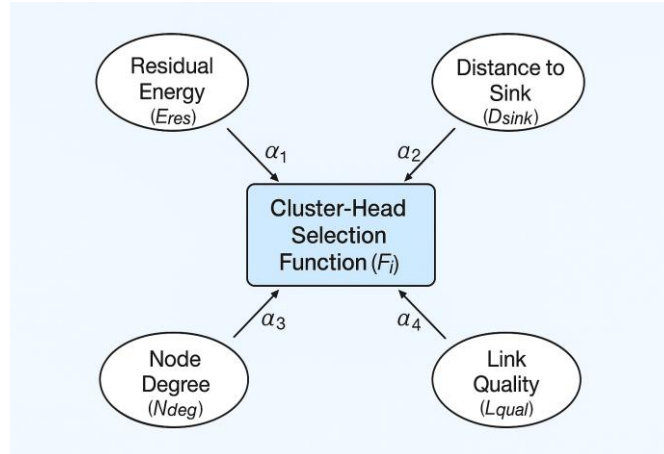 Residual
Energy
(Eres)
Distance to
Sink
(Dsink)
α1
α2
Cluster-Head
Selection
Function (Fi)
α3
α4
Node
Degree
(Ndeg)
Link
Quality
(Lqual)